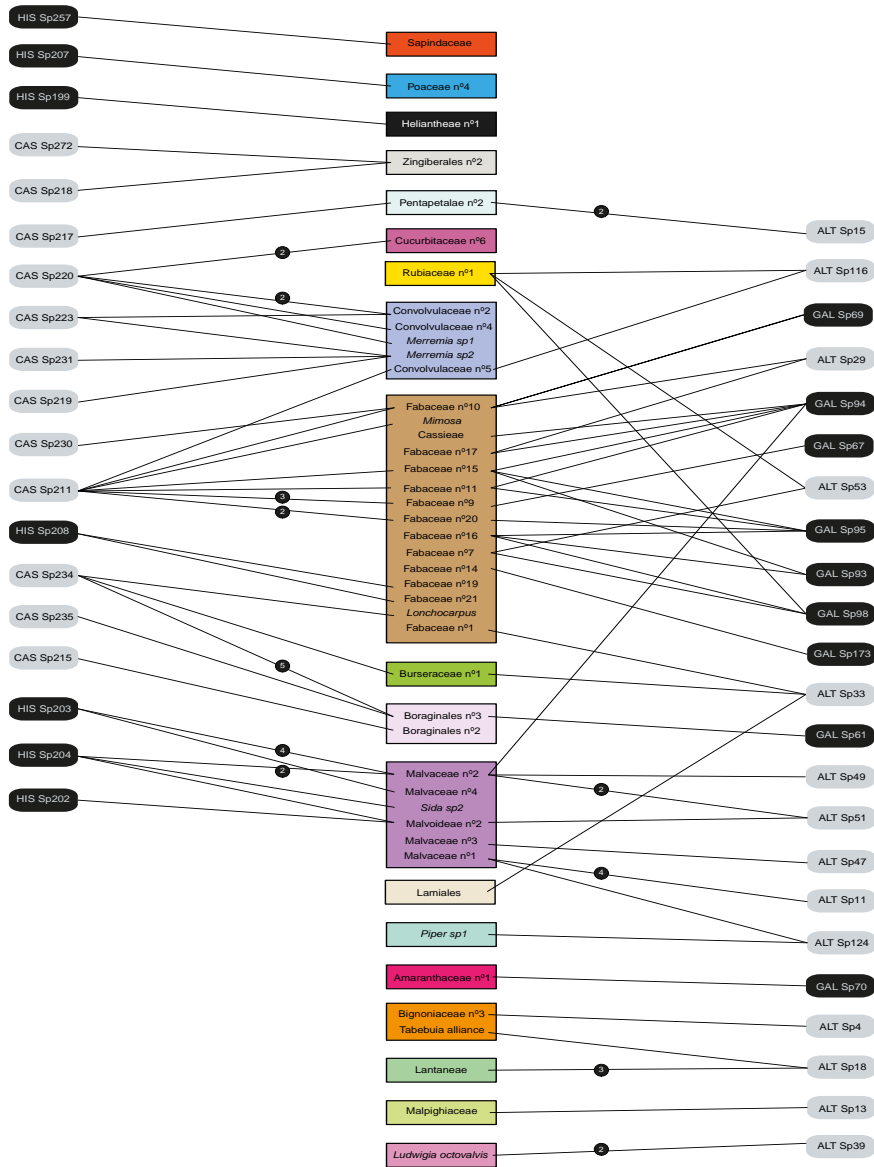 HIS Sp257
HIS Sp207
HIS Sp199
CAS Sp272
CAS Sp218
CAS Sp217
CAS Sp220
CAS Sp223
CAS Sp231
CAS Sp219
CAS Sp230
CAS Sp211
HIS Sp208
CAS Sp234
CAS Sp235
CAS Sp215
HIS Sp203
HIS Sp204
HIS Sp202
2
2
3
2
5
4
2
Sapindaceae
Poaceae nº4
Heliantheae nº1
Zingiberales nº2
Pentapetalae nº2
Cucurbitaceae nº6
Rubiaceae nº1
Convolvulaceae nº2
Convolvulaceae nº4
Merremia sp1
Merremia sp2
Convolvulaceae nº5
Fabaceae nº10
Mimosa
Cassieae
Fabaceae nº17
Fabaceae nº15
Fabaceae nº11
Fabaceae nº9
Fabaceae nº20
Fabaceae nº16
Fabaceae nº7
Fabaceae nº14
Fabaceae nº19
Fabaceae nº21
Lonchocarpus
Fabaceae nº1
Burseraceae nº1
Boraginales nº3
Boraginales nº2
Malvaceae nº2
Malvaceae nº4
Sida sp2
Malvoideae nº2
Malvaceae nº3
Malvaceae nº1
Lamiales
Piper sp1
Amaranthaceae nº1
Bignoniaceae nº3
Tabebuia alliance
Lantaneae
Malpighiaceae
Ludwigia octovalvis
2
2
4
3
2
ALT Sp15
ALT Sp116
GAL Sp69
ALT Sp29
GAL Sp94
GAL Sp67
ALT Sp53
GAL Sp95
GAL Sp93
GAL Sp98
GAL Sp173
ALT Sp33
GAL Sp61
ALT Sp49
ALT Sp51
ALT Sp47
ALT Sp11
ALT Sp124
GAL Sp70
ALT Sp4
ALT Sp18
ALT Sp13
ALT Sp39